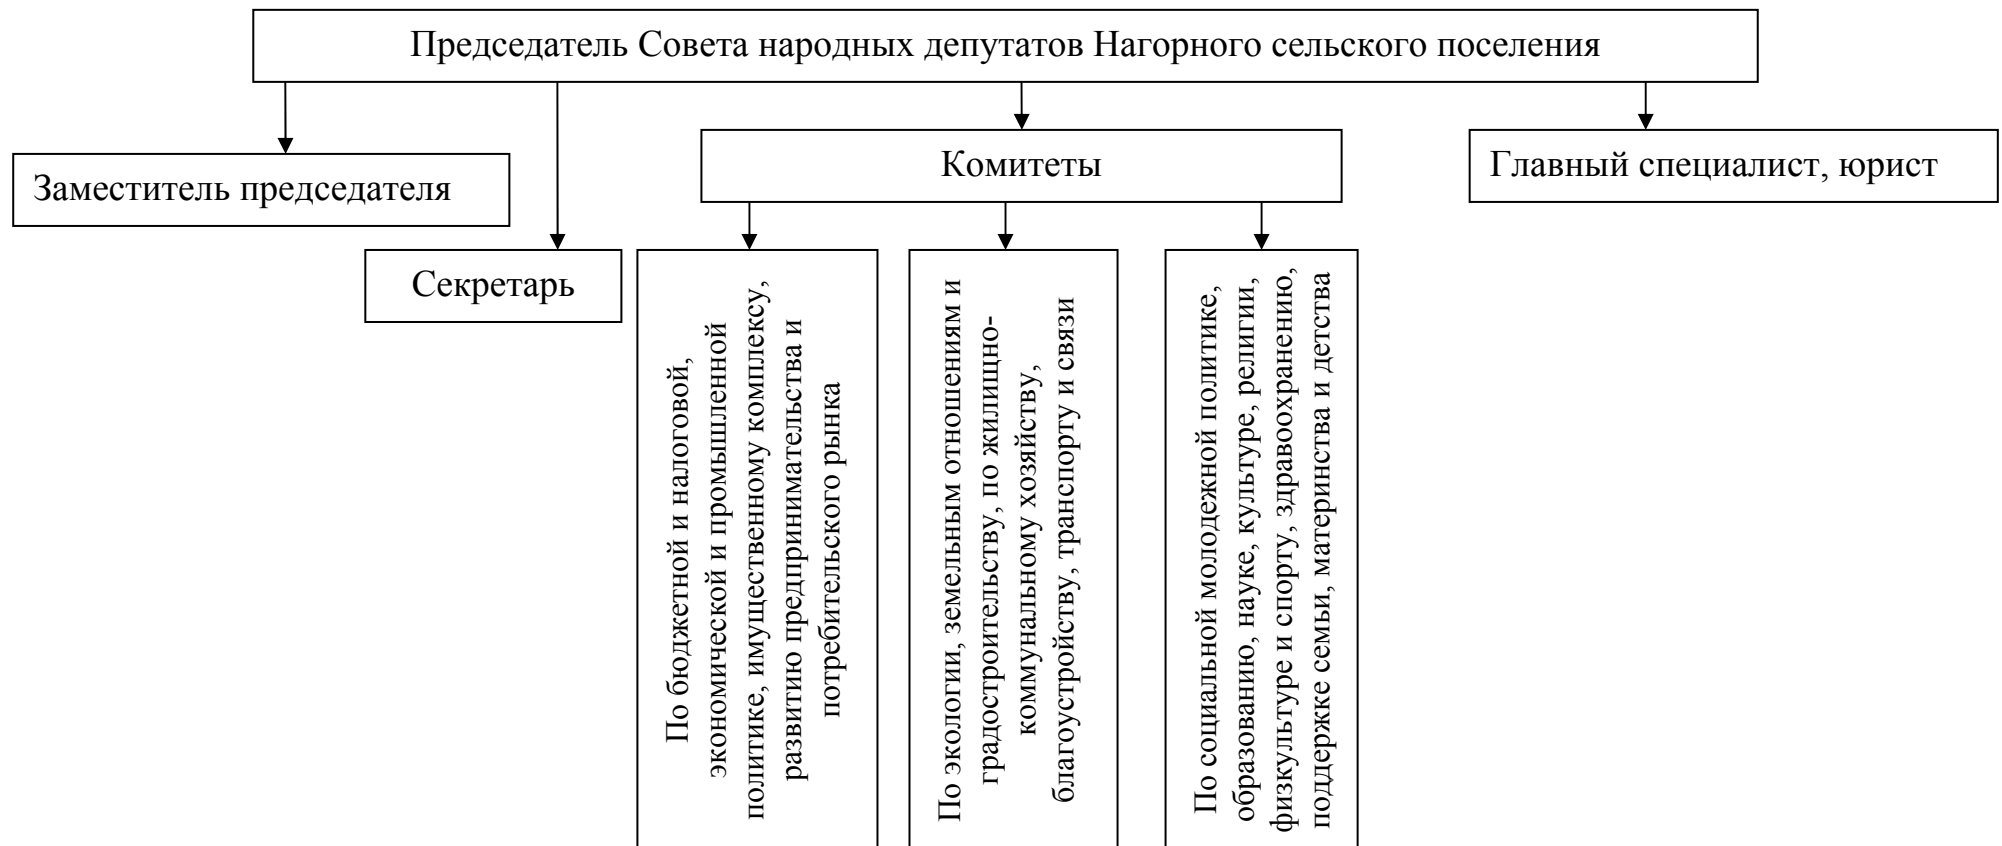 Председатель Совета народных депутатов Нагорного сельского поселения
Заместитель председателя
Комитеты
Главный специалист, юрист
Секретарь
По бюджетной и налоговой,
экономической и промышленной
политике, имущественному комплексу,
развитию предпринимательства и
потребительского рынка
По экологии, земельным отношениям и
градостроительству, по жилищно-
коммунальному хозяйству,
благоустройству, транспорту и связи
По социальной молодежной политике,
образованию, науке, культуре, религии,
физкультуре и спорту, здравоохранению,
поддержке семьи, материнства и детства